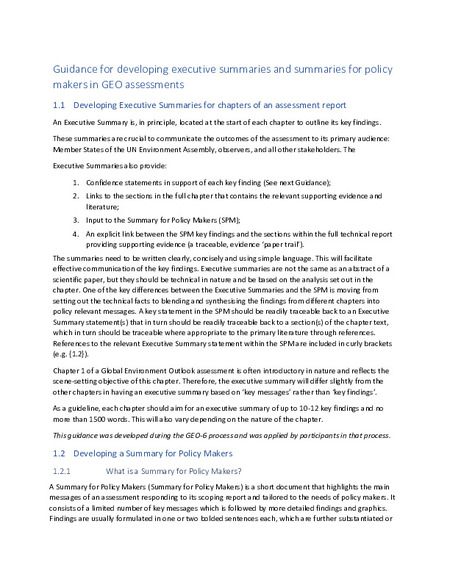 Guidance for developing executive summaries and summaries for policy
makers in GEO assessments
1.1 Developing Executive Summaries for chapters of an assessment report
An Executive Summary is, in principle, located at the start of each chapter to outline its key findings.
These summaries are crucial to communicate the outcomes of the assessment to its primary audience:
Member States of the UN Environment Assembly, observers, and all other stakeholders. The
Executive Summaries also provide:
1. Confidence statements in support of each key finding (See next Guidance);
2. Links to the sections in the full chapter that contains the relevant supporting evidence and
literature;
3. Input to the Summary for Policy Makers (SPM);
4. An explicit link between the SPM key findings and the sections within the full technical report
providing supporting evidence (a traceable, evidence 'paper trail').
The summaries need to be written clearly, concisely and using simple language. This will facilitate
effective communication of the key findings. Executive summaries are not the same as an abstract of a
scientific paper, but they should be technical in nature and be based on the analysis set out in the
chapter. One of the key differences between the Executive Summaries and the SPM is moving from
setting out the technical facts to blending and synthesising the findings from different chapters into
policy relevant messages. A key statement in the SPM should be readily traceable back to an Executive
Summary statement(s) that in turn should be readily traceable back to a section(s) of the chapter text,
which in turn should be traceable where appropriate to the primary literature through references.
References to the relevant Executive Summary statement within the SPM are included in curly brackets
(e.g. {1.2}).
Chapter 1 of a Global Environment Outlook assessment is often introductory in nature and reflects the
scene-setting objective of this chapter. Therefore, the executive summary will differ slightly from the
other chapters in having an executive summary based on 'key messages' rather than 'key findings'.
As a guideline, each chapter should aim for an executive summary of up to 10-12 key findings and no
more than 1500 words. This will also vary depending on the nature of the chapter.
This guidance was developed during the GEO-6 process and was applied by participants in that process.
1.2 Developing a Summary for Policy Makers
1.2.1 What is a Summary for Policy Makers?
A Summary for Policy Makers (Summary for Policy Makers) is a short document that highlights the main
messages of an assessment responding to its scoping report and tailored to the needs of policy makers. It
consists of a limited number of key messages which is followed by more detailed findings and graphics.
Findings are usually formulated in one or two bolded sentences each, which are further substantiated or